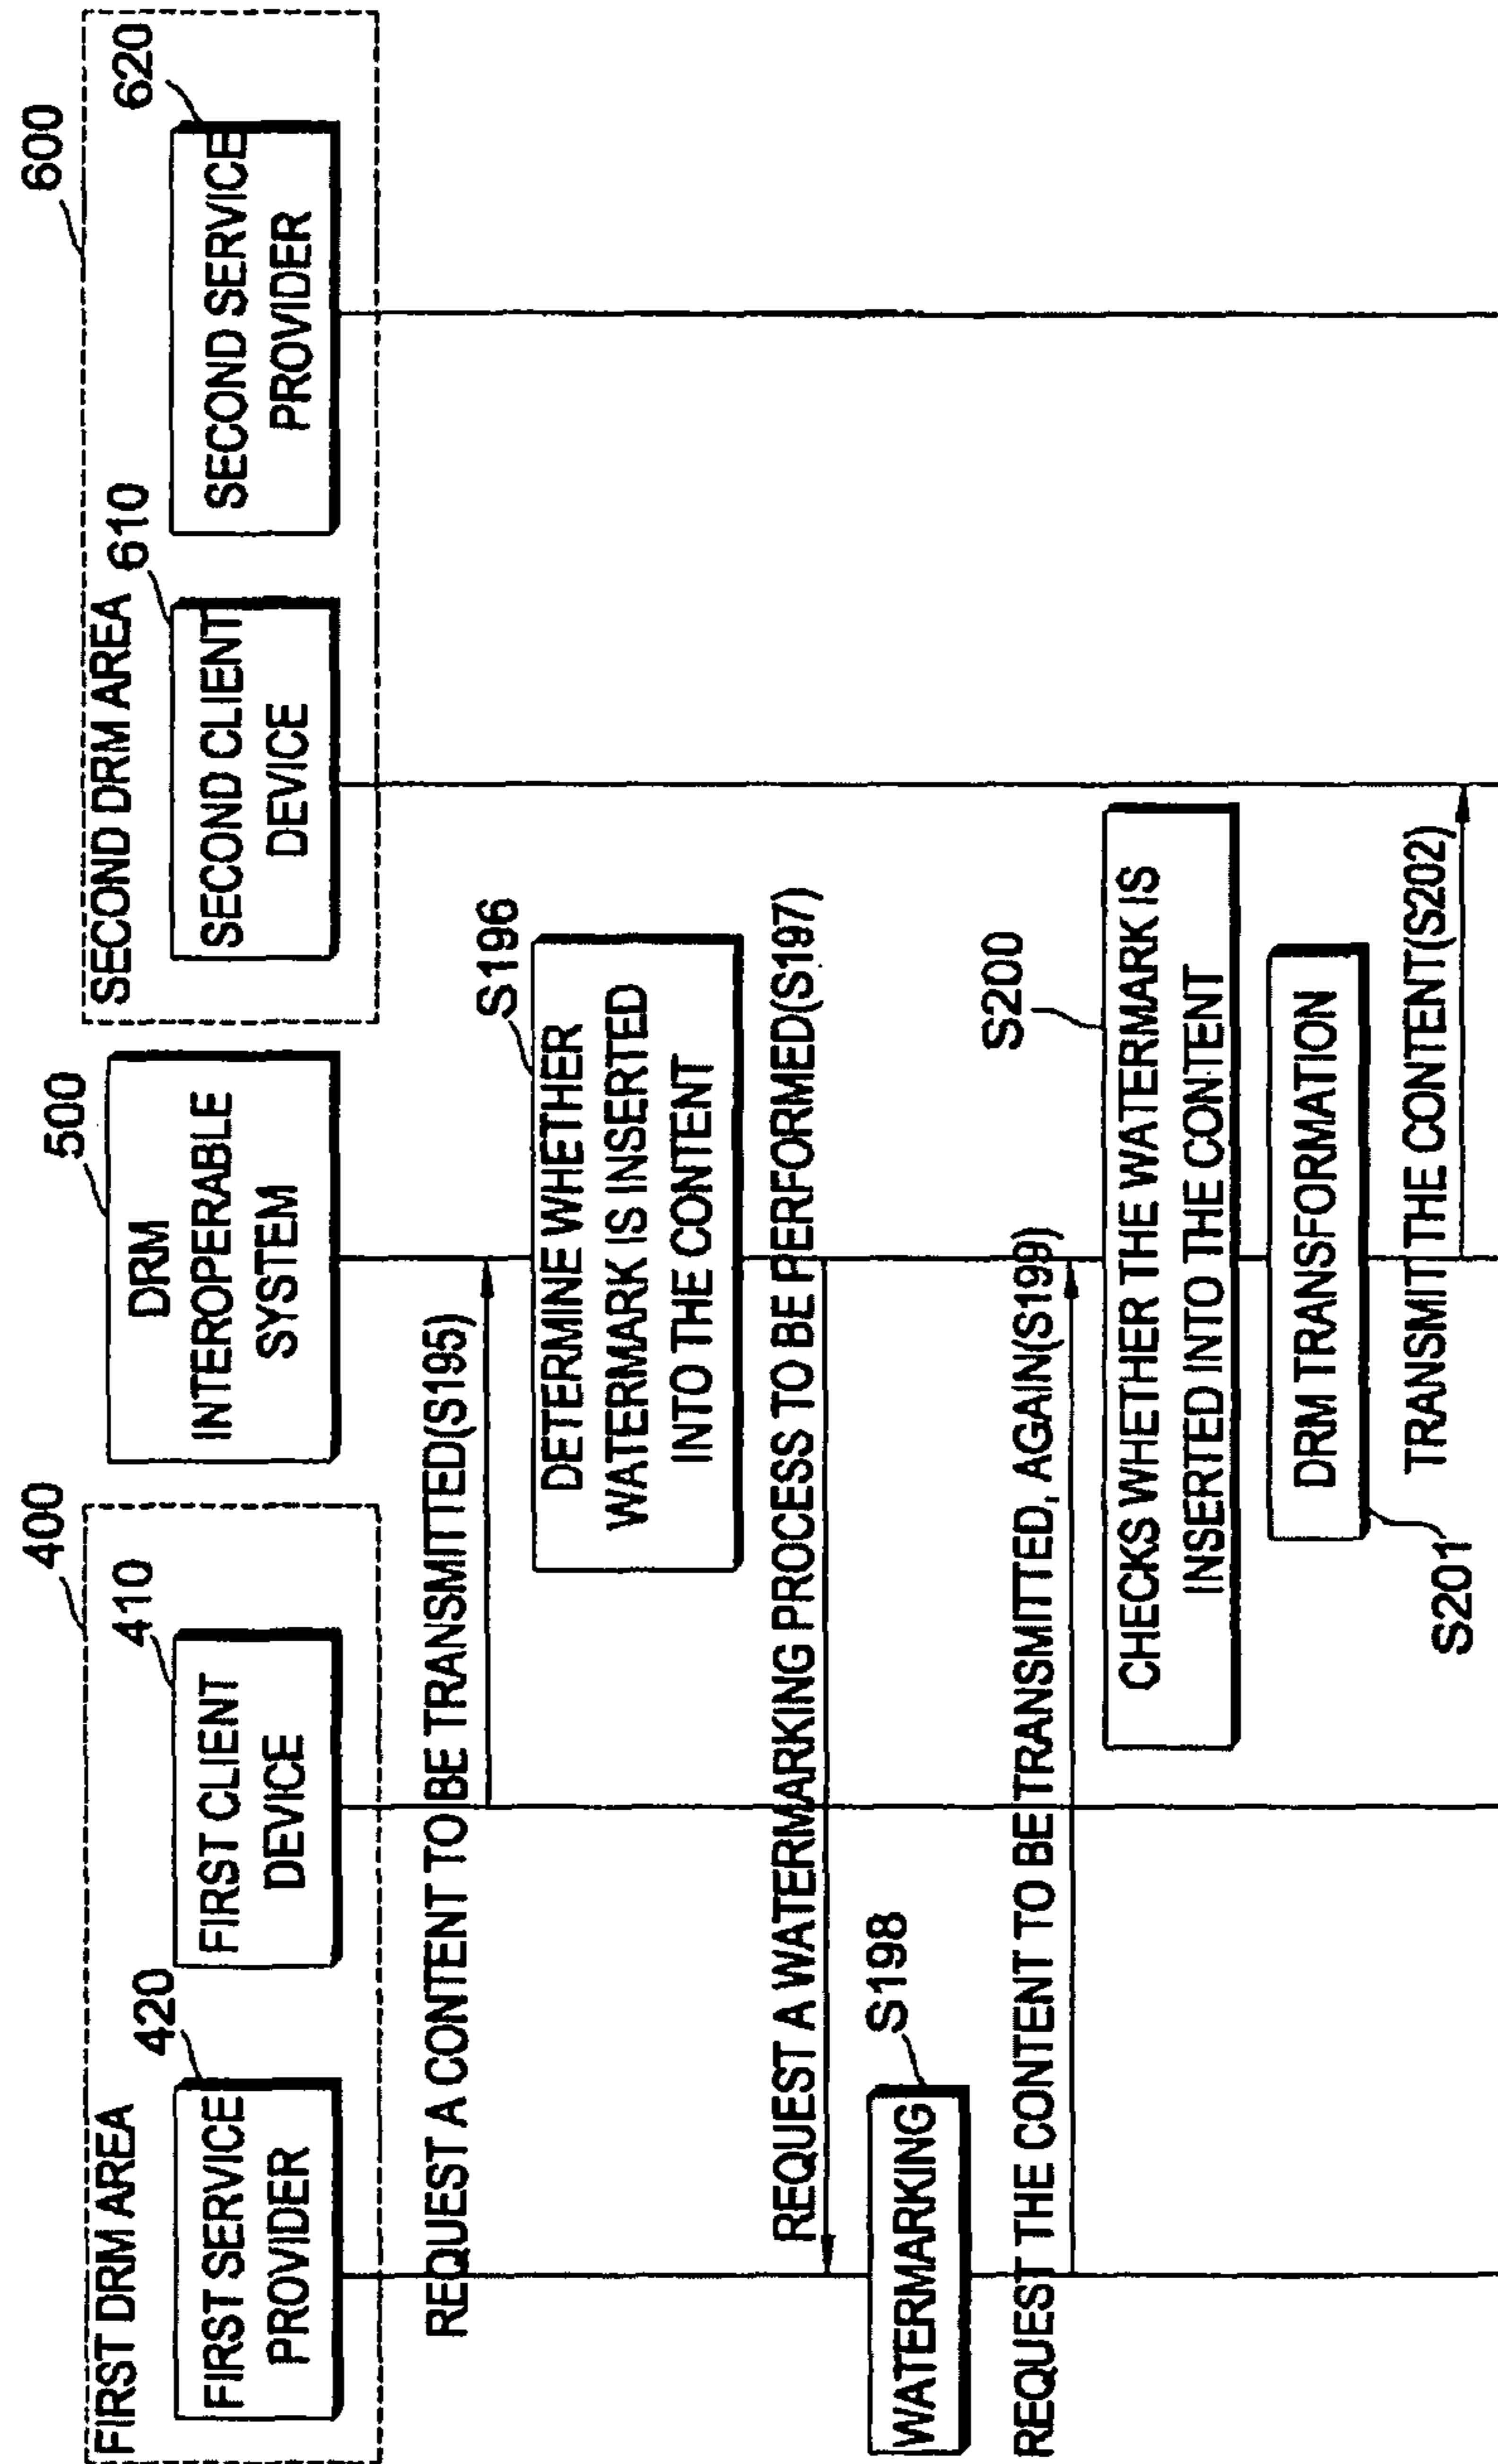 400
600
FIRST DRM AREA
420
410
500
SECOND DRM AREA
610
620
FIRST SERVICE
PROVIDER
FIRST CLIENT
DEVICE
DRM
INTEROPERABLE
SYSTEM
SECOND CLIENT
DEVICE
SECOND SERVICE
PROVIDER
REQUEST A CONTENT TO BE TRANSMITTED(S195)
S196
DETERMINE WHETHER
WATERMARK IS INSERTED
INTO THE CONTENT
REQUEST A WATERMARKING PROCESS TO BE PERFORMED(S197)
S198
WATERMARKING
REQUEST THE CONTENT TO BE TRANSMITTED, AGAIN(S199)
S200
CHECKS WHETHER THE WATERMARK IS
INSERTED INTO THE CONTENT
DRM TRANSFORMATION
S201
TRANSMIT THE CONTENT(S202)